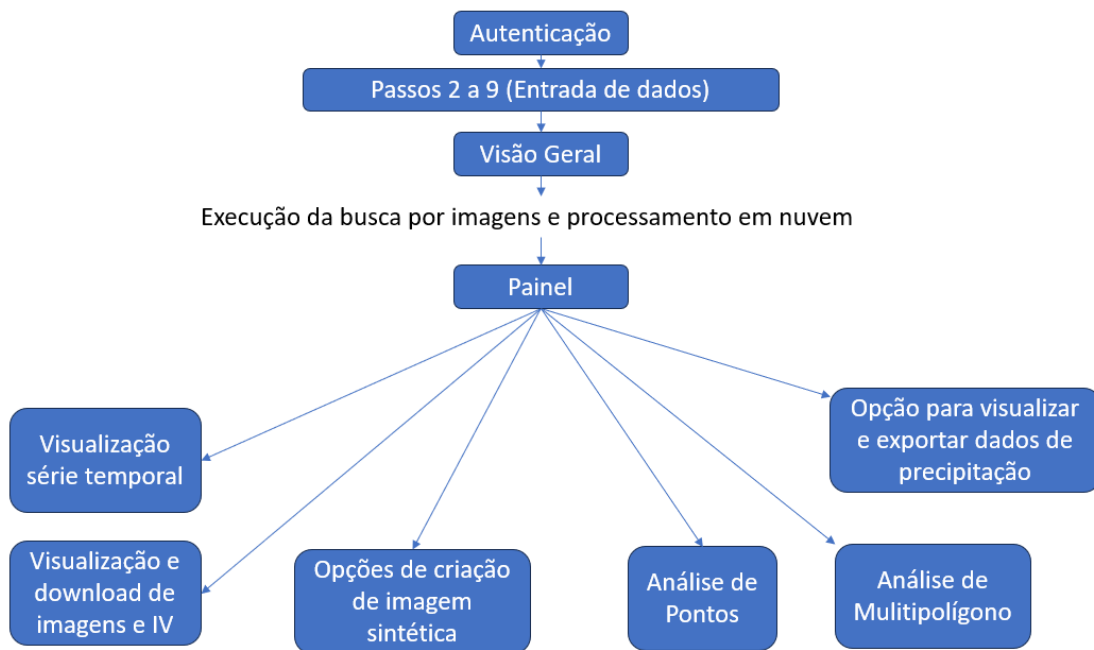 Autenticação
Passos 2 a 9 (Entrada de dados)
Visão Geral
Execução da busca por imagens e processamento em nuvem
Painel
Visualização
série temporal
Opção para visualizar
e exportar dados de
precipitação
Visualização e
download de
imagens e IV
Opções de criação
de imagem
sintética
Análise de
Pontos
Análise de
Mulitipolígono